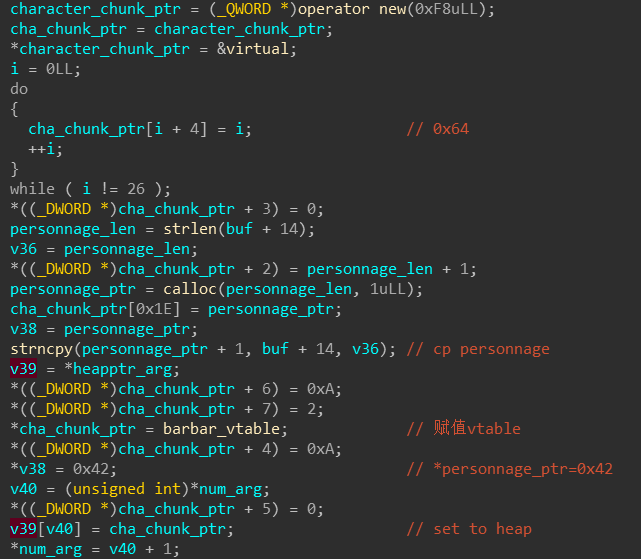 character_chunk_ptr = (_QWORD *)operator new(0xF8uLL);
cha_chunk_ptr = character_chunk_ptr;
*character_chunk_ptr = &virtual;
i = 0LL;
do
{
  cha_chunk_ptr[i + 4] = i;                // 0x64
  ++i;
}
while ( i != 26 );
*((_DWORD *)cha_chunk_ptr + 3) = 0;
personnage_len = strlen(buf + 14);
v36 = personnage_len;
*((_DWORD *)cha_chunk_ptr + 2) = personnage_len + 1;
personnage_ptr = calloc(personnage_len, 1uLL);
cha_chunk_ptr[0x1E] = personnage_ptr;
v38 = personnage_ptr;
strncpy(personnage_ptr + 1, buf + 14, v36); // cp personnage
v39 = *heapptr_arg;
*((_DWORD *)cha_chunk_ptr + 6) = 0xA;
*((_DWORD *)cha_chunk_ptr + 7) = 2;
*cha_chunk_ptr = barbar_vtable;            // 赋值vtable
*((_DWORD *)cha_chunk_ptr + 4) = 0xA;
*v38 = 0x42;                               // *personnage_ptr=0x42
v40 = (unsigned int)*num_arg;
*((_DWORD *)cha_chunk_ptr + 5) = 0;
v39[v40] = cha_chunk_ptr;                  // set to heap
*num_arg = v40 + 1;